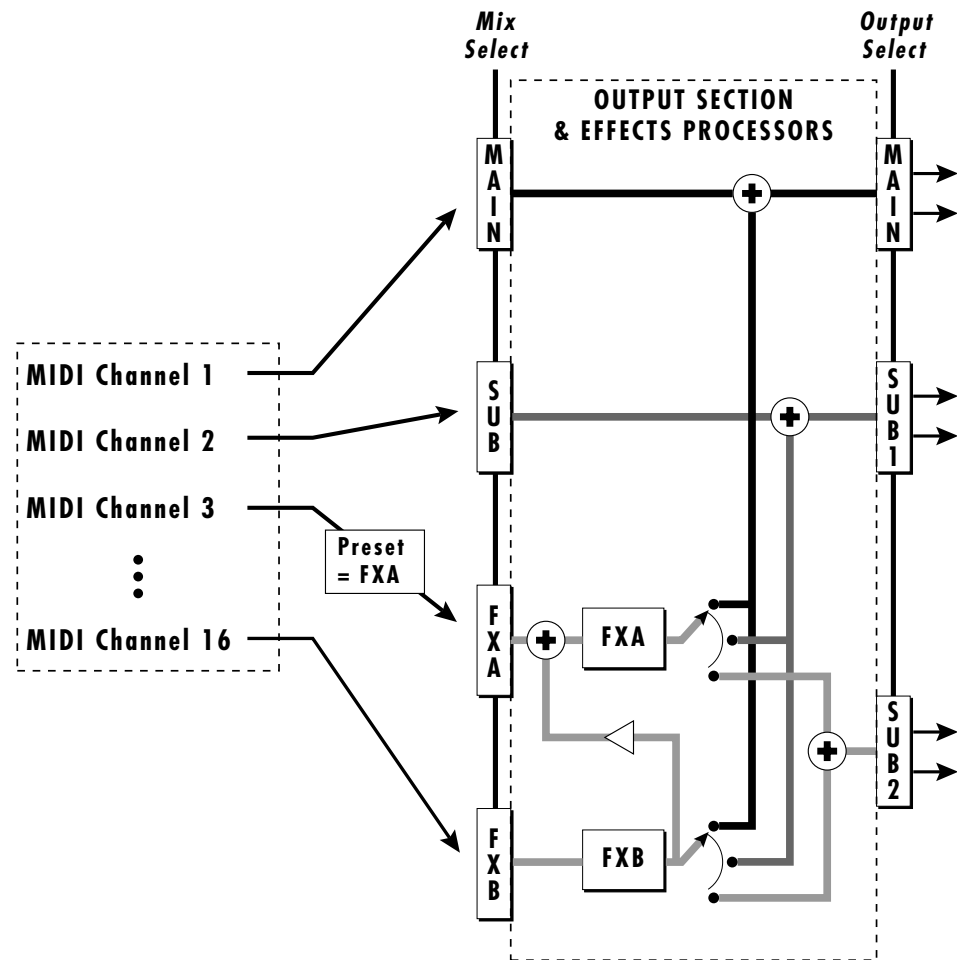 Mix
Select
Output
Select
OUTPUT SECTION
& EFFECTS PROCESSORS
MAIN
MAIN
MIDI Channel 1
MIDI Channel 2
MIDI Channel 3
MIDI Channel 16
SUB
SUB1
Preset
= FXA
FXA
FXA
SUB2
FXB
FXB